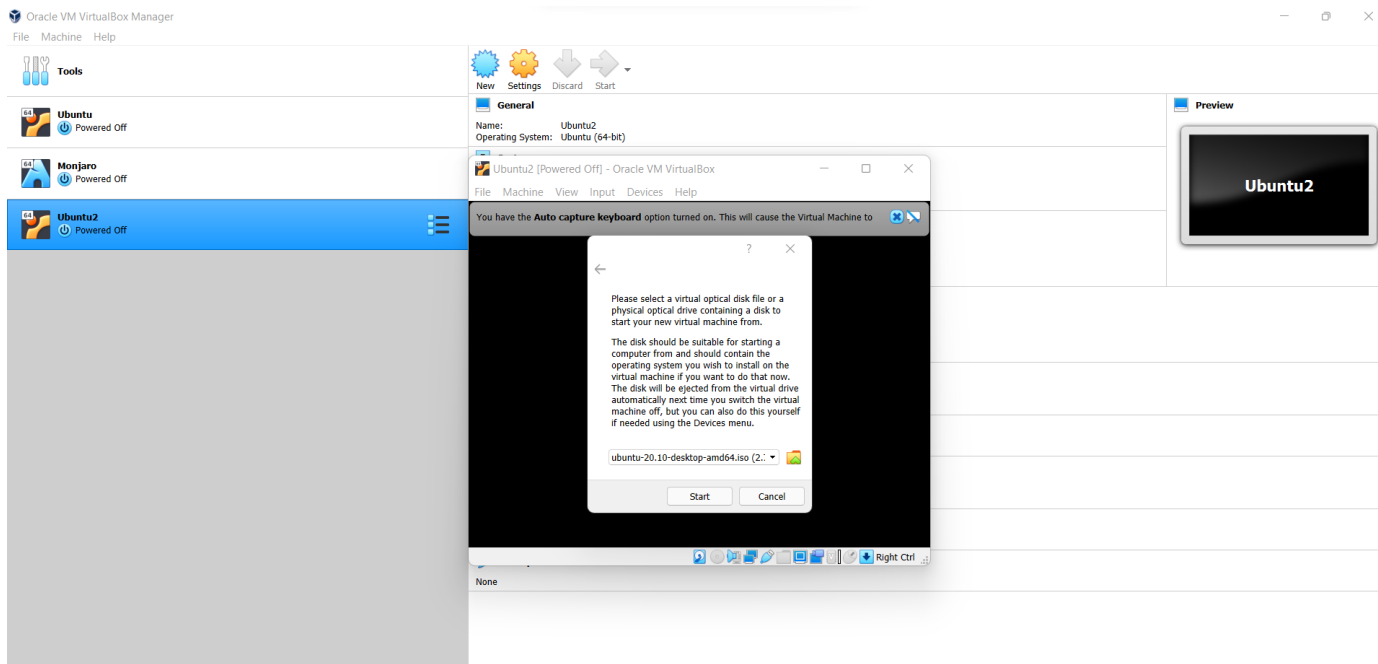 Oracle VM VirtualBox Manager
File Machine Help
Tools
New Settings Discard Start
64
Ubuntu
Powered Off
64
Monjaro
Powered Off
64
Ubuntu2
Powered Off
General
Name: Ubuntu2
Operating System: Ubuntu (64-bit)
Preview
Ubuntu2
Ubuntu2 [Powered Off] - Oracle VM VirtualBox
File Machine View Input Devices Help
You have the Auto capture keyboard option turned on. This will cause the Virtual Machine to
?
Please select a virtual optical disk file or a
physical optical drive containing a disk to
start your new virtual machine from.
The disk should be suitable for starting a
computer from and should contain the
operating system you wish to install on the
virtual machine if you want to do that now.
The disk will be ejected from the virtual drive
automatically next time you switch the virtual
machine off, but you can also do this yourself
if needed using the Devices menu.
ubuntu-20.10-desktop-amd64.iso (2.
Start Cancel
Right Ctrl
None